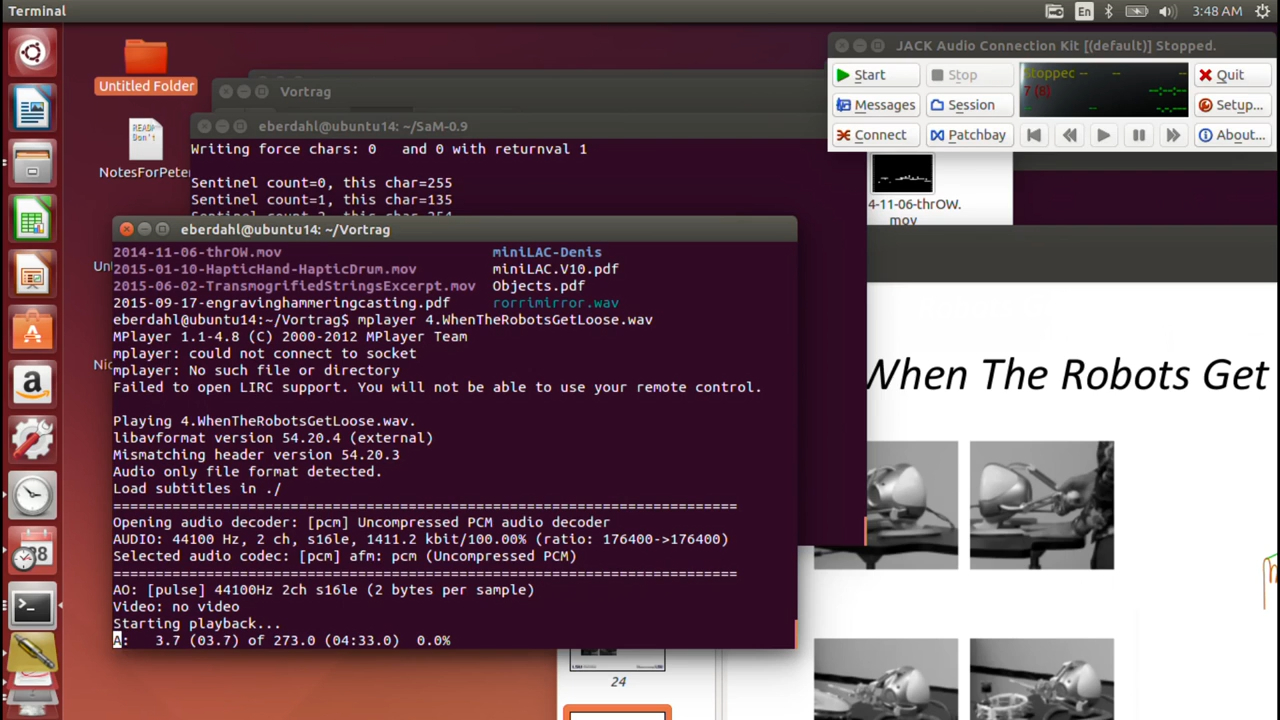 Terminal
En
3:48 AM
Untitled Folder
Vortrag
JACK Audio Connection Kit [(default)] Stopped.
Start
Stop
Quit
Messages
Session
7 (8)
Setup...
Connect
Patchbay
About...
READ
Don't
NotesForPete
eberdahl@ubuntu14: ~/SaM-0.9
Writing force chars: 0 and 0 with returnval 1
Sentinel count=0, this char=255
Sentinel count=1, this char=135
4-11-06-thrOW.
mov
eberdahl@ubuntu14: ~/Vortrag
2014-11-06-thrOW.mov miniLAC-Denis
2015-01-10-HapticHand-HapticDrum.mov miniLAC.V10.pdf
2015-06-02-TransmogrifiedStringsExcerpt.mov Objects.pdf
2015-09-17-engravinghammeringcasting.pdf rorrimirror.wav
eberdahl@ubuntu14:~/Vortrag$ mplayer 4.WhenTheRobotsGetLoose.wav
MPlayer 1.1-4.8 (C) 2000-2012 MPlayer Team
mplayer: could not connect to socket
mplayer: No such file or directory
Failed to open LIRC support. You will not be able to use your remote control.
Playing 4.WhenTheRobotsGetLoose.wav.
libavformat version 54.20.4 (external)
Mismatching header version 54.20.3
Audio only file format detected.
Load subtitles in ./
==========================================================================
Opening audio decoder: [pcm] Uncompressed PCM audio decoder
AUDIO: 44100 Hz, 2 ch, s16le, 1411.2 kbit/100.00% (ratio: 176400->176400)
Selected audio codec: [pcm] afm: pcm (Uncompressed PCM)
==========================================================================
AO: [pulse] 44100Hz 2ch s16le (2 bytes per sample)
Video: no video
Starting playback...
A: 3.7 (03.7) of 273.0 (04:33.0) 0.0%
When The Robots Get
24